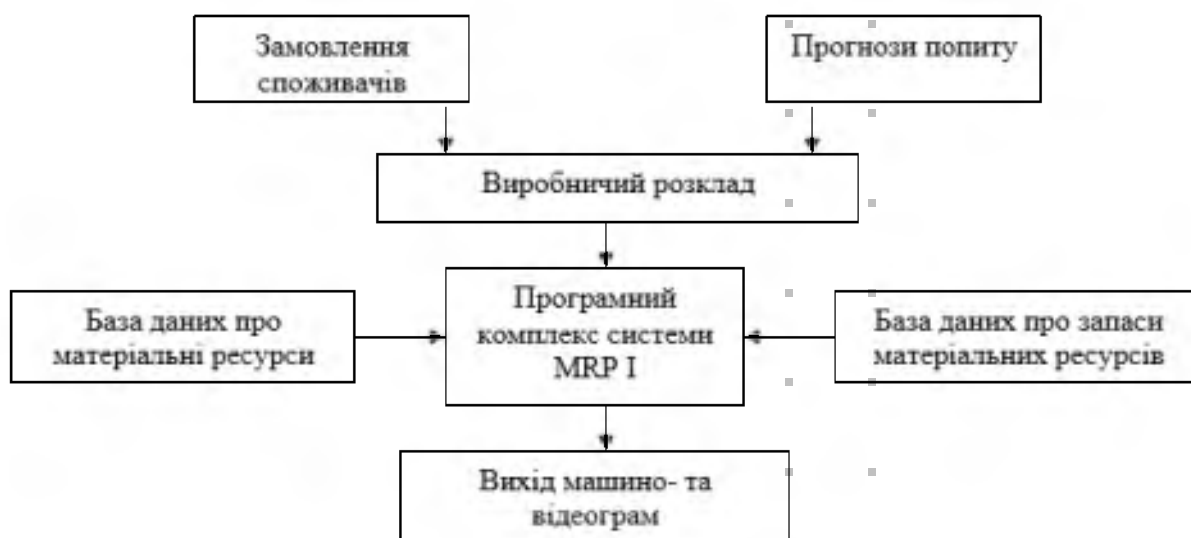 Замовлення
споживачів
Прогнози попиту
Виробничий розклад
База даних про
матеріальні ресурси
Програмний
комплекс системи
MRP I
База даних про запаси
матеріальних ресурсів
Вихід машино- та
відеограм